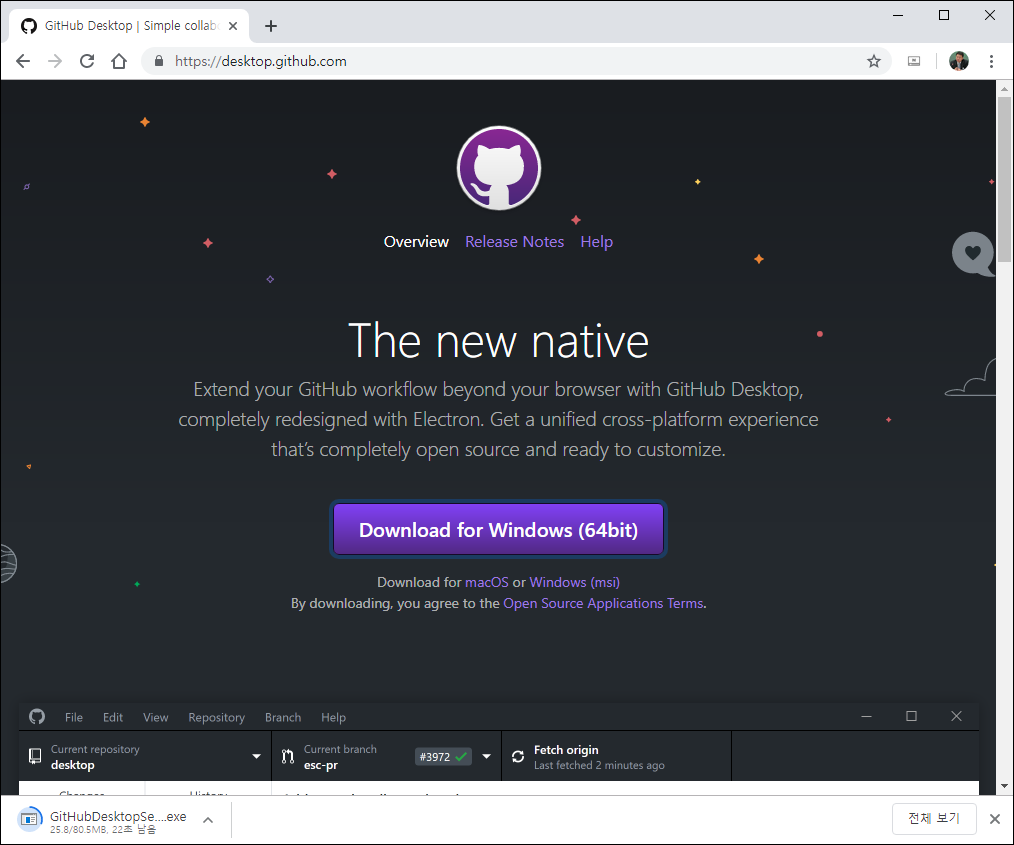 GitHub Desktop | Simple collab
https://desktop.github.com
Overview Release Notes Help
The new native
Extend your GitHub workflow beyond your browser with GitHub Desktop,
completely redesigned with Electron. Get a unified cross-platform experience
that's completely open source and ready to customize.
Download for Windows (64bit)
Download for macOS or Windows (msi)
By downloading, you agree to the Open Source Applications Terms.
File Edit View Repository Branch Help
Current repository
desktop
Current branch
esc-pr
#3972
Fetch origin
Last fetched 2 minutes ago
Changes History
GitHubDesktopSe....exe
25.8/80.5MB, 22초 남음
전체 보기